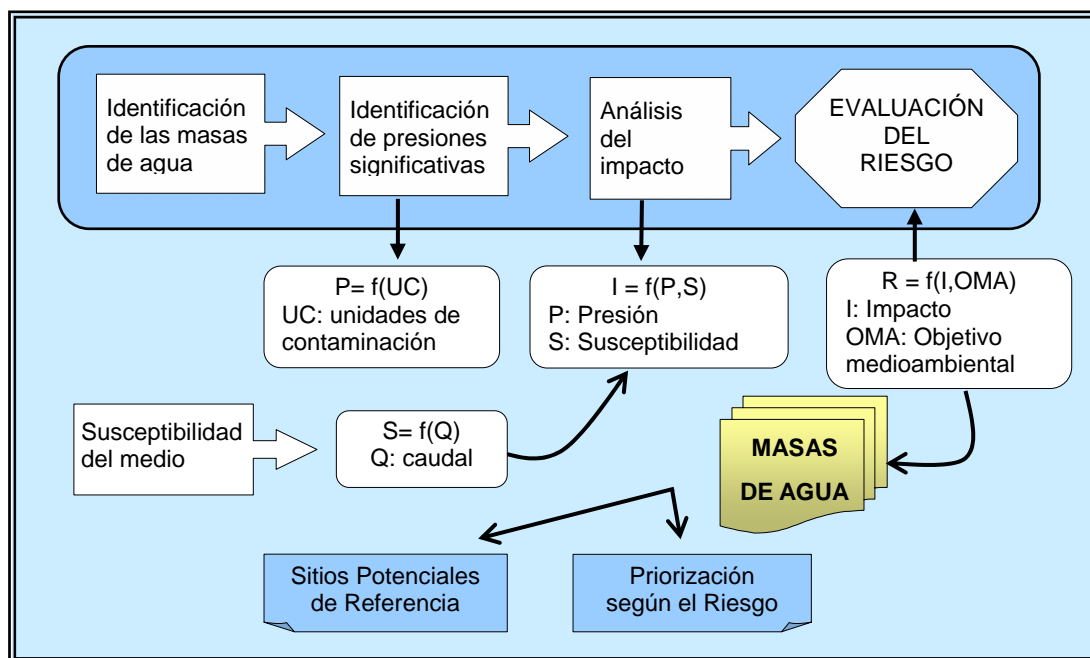 Identificación
de las masas
de agua
Identificación
de presiones
significativas
Análisis
del
impacto
EVALUACIÓN
DEL
RIESGO
P= f(UC)
UC: unidades de
contaminación
I = f(P,S)
P: Presión
S: Susceptibilidad
R = f(I,OMA)
I: Impacto
OMA: Objetivo
medioambiental
Susceptibilidad
del medio
S= f(Q)
Q: caudal
MASAS
DE AGUA
Sitios Potenciales
de Referencia
Priorización
según el Riesgo